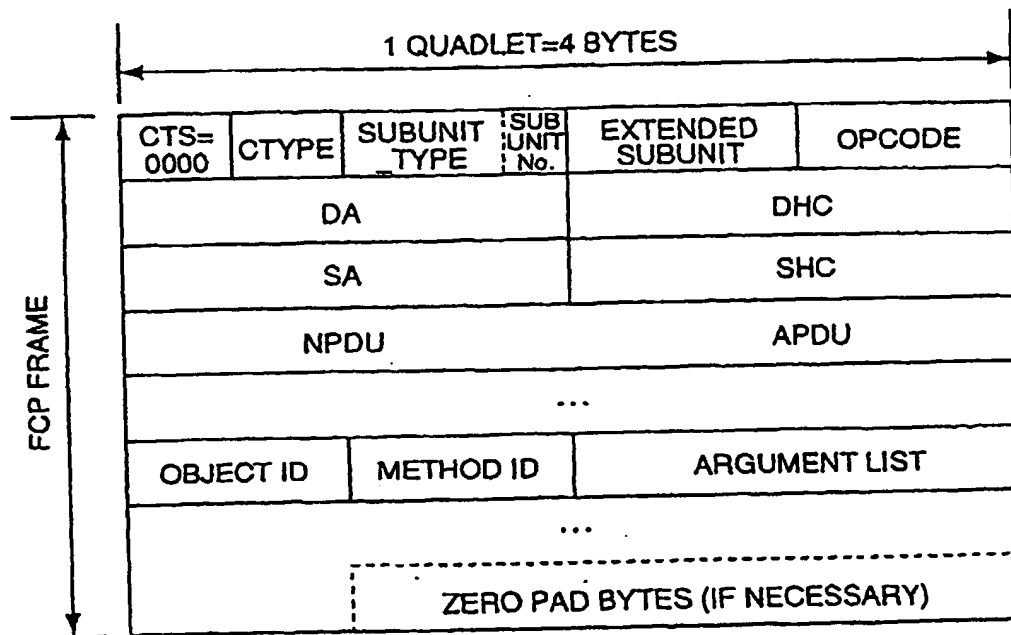 1 QUADLET=4 BYTES
FCP FRAME
CTS=
0000
CTYPE
SUBUNIT
_TYPE
SUB
UNIT
No.
EXTENDED
SUBUNIT
OPCODE
DA
DHC
SA
SHC
NPDU
APDU
...
OBJECT ID
METHOD ID
ARGUMENT LIST
...
ZERO PAD BYTES (IF NECESSARY)